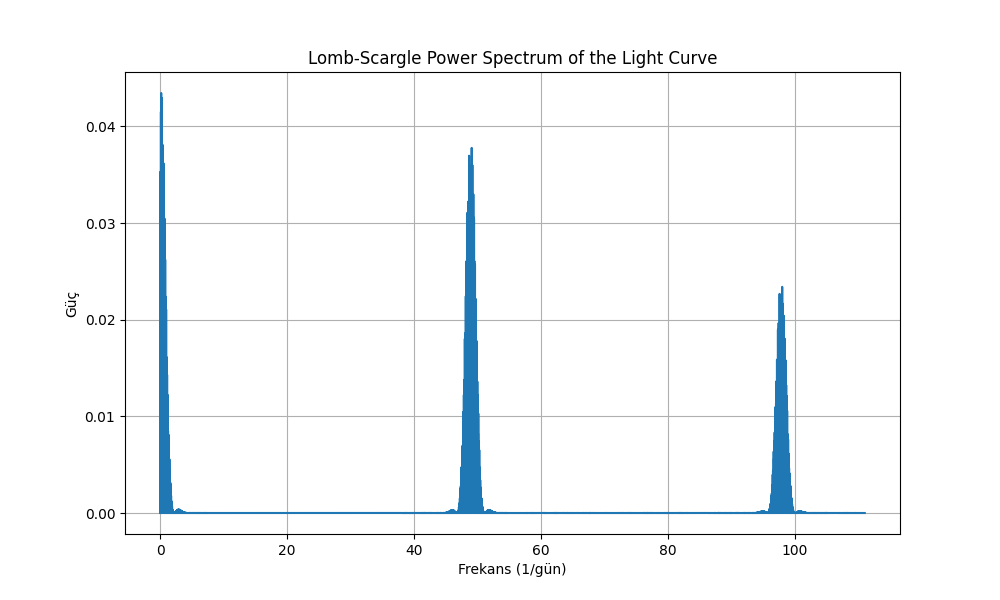 Lomb-Scargle Power Spectrum of the Light Curve
Güç
0.04
0.03
0.02
0.01
0.00
0 20 40 60 80 100
Frekans (1/gün)